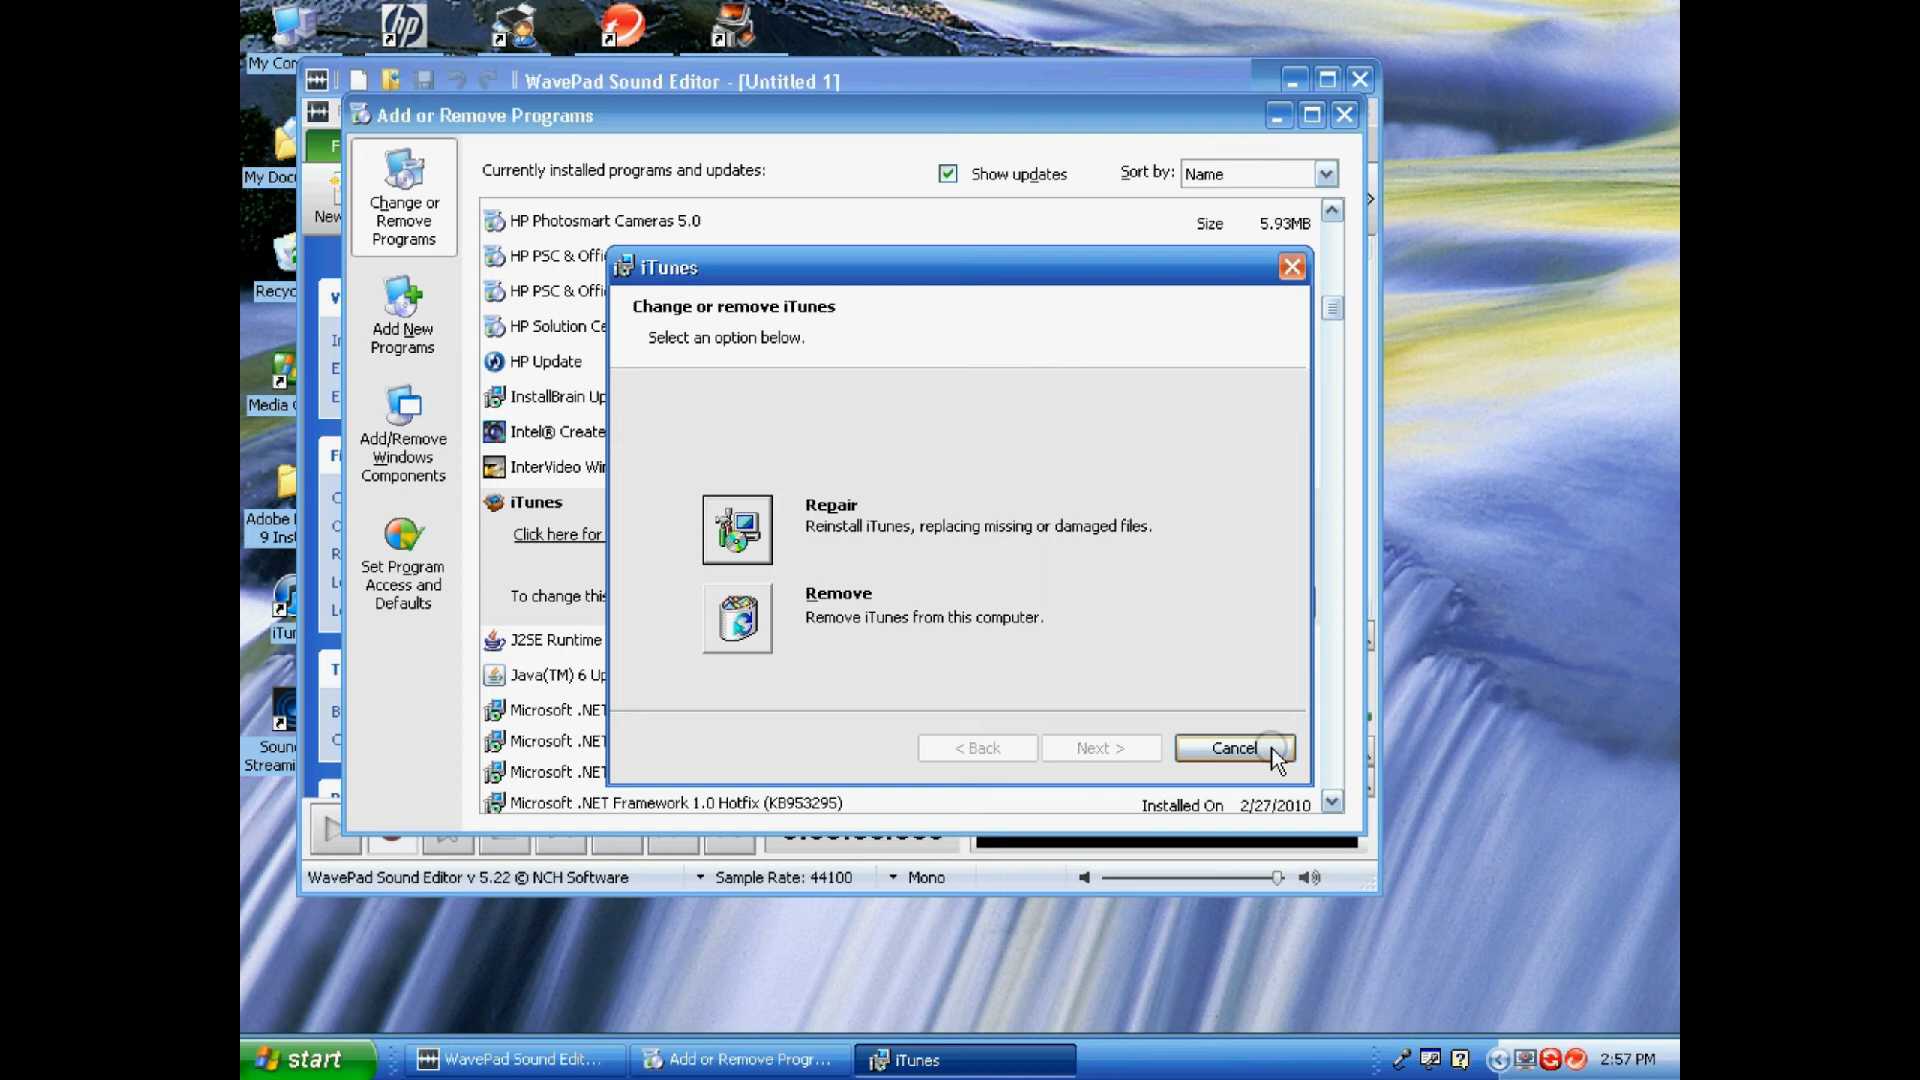 My Co
WavePad Sound Editor - [Untitled 1]
Add or Remove Programs
Change or
Remove
Programs
Currently installed programs and updates:
Show updates
Sort by:
Name
My Doc
New
HP Photosmart Cameras 5.0
Size 5.93MB
HP PSC & Offi
HP PSC & Offi
Recyc
Add New
Programs
HP Solution Ce
HP Update
iTunes
Change or remove iTunes
Select an option below.
Media
InstallBrain Up
Intel® Create
InterVideo Wi
Add/Remove
Windows
Components
iTunes
Click here for
Adobe
9 Inst
Repair
Reinstall iTunes, replacing missing or damaged files.
Set Program
Access and
Defaults
To change this
Remove
Remove iTunes from this computer.
iTu
J2SE Runtime
Java(TM) 6 Up
Microsoft .NET
Microsoft .NET
Microsoft .NET
Microsoft .NET Framework 1.0 Hotfix (KB953295)
Installed On 2/27/2010
< Back
Next >
Cancel
Soun
Streami
WavePad Sound Editor v 5.22 © NCH Software
Sample Rate: 44100
Mono
start
WavePad Sound Edit...
Add or Remove Progr...
iTunes
2:57 PM